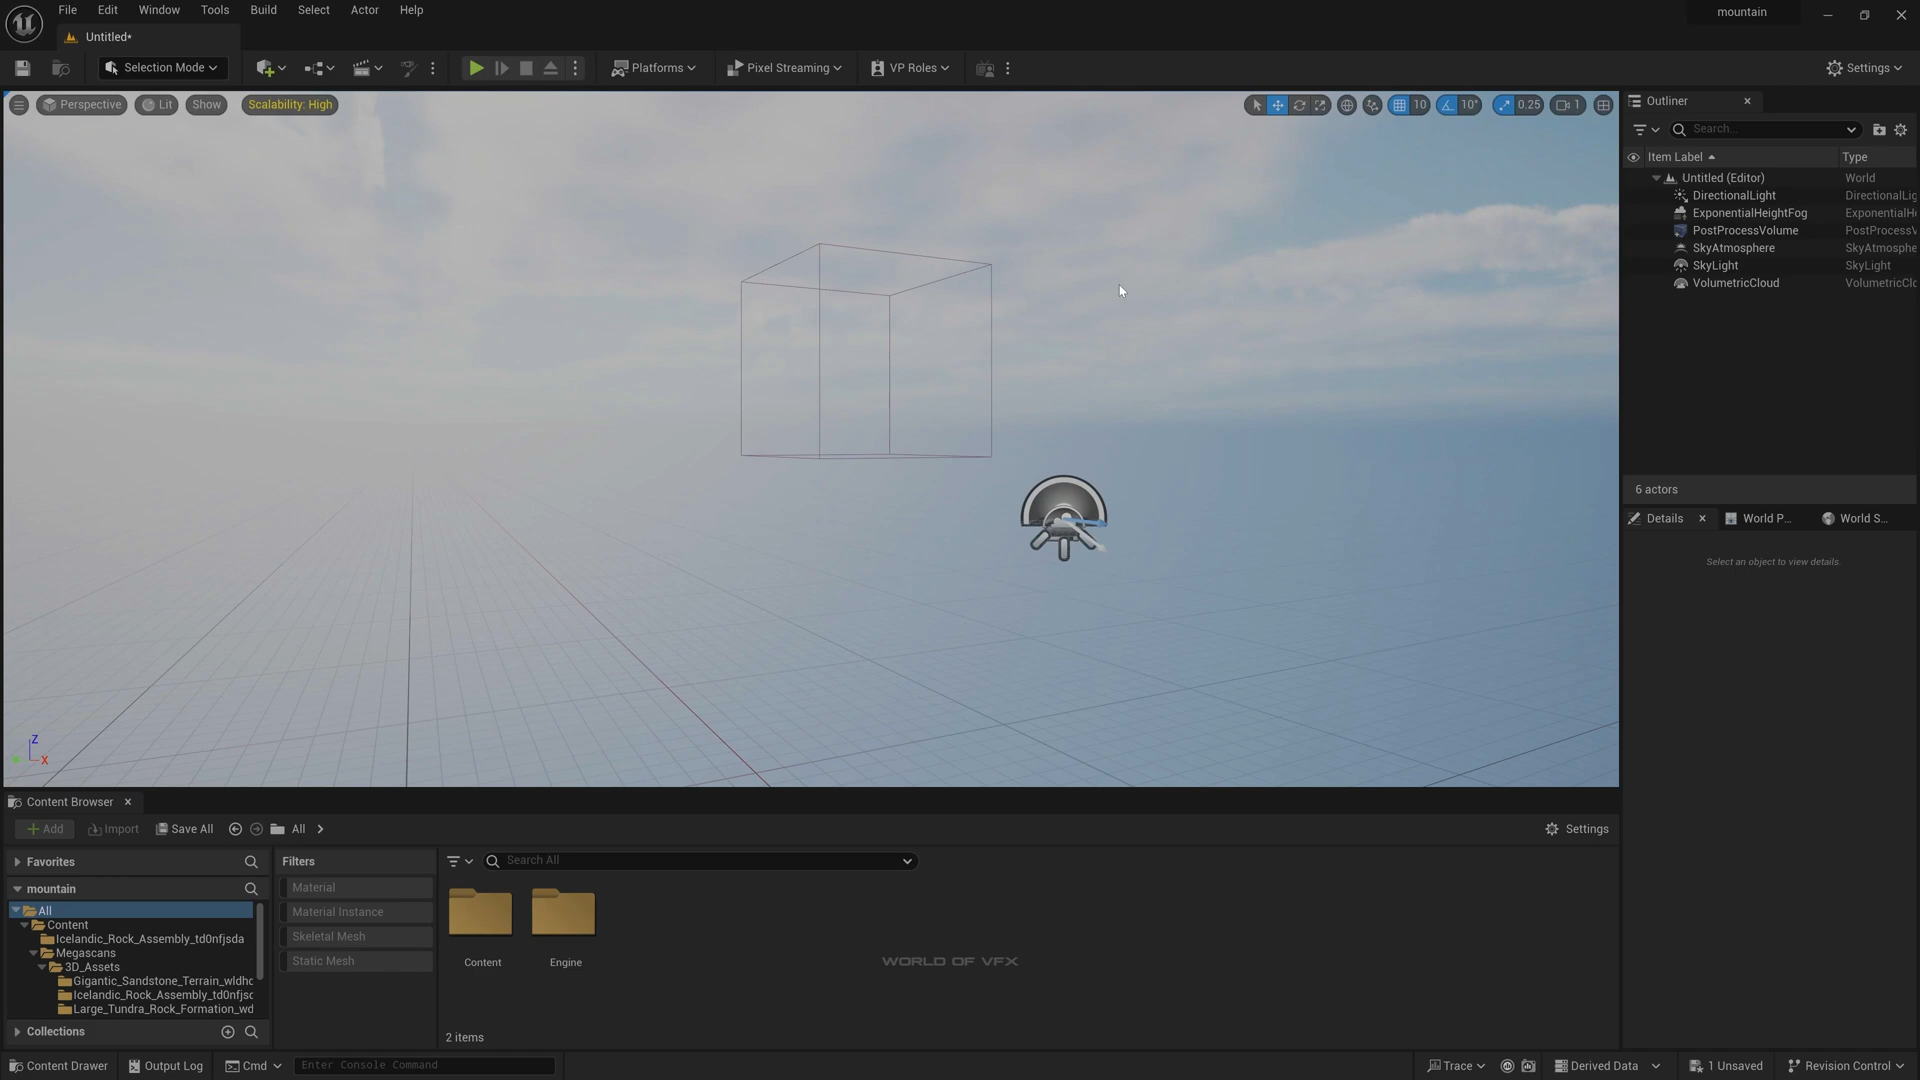 File Edit Window Tools Build Select Actor Help
mountain
Untitled*
Selection Mode
Platforms
Pixel Streaming
VP Roles
Settings
Perspective
Lit
Show
Scalability: High
10
10°
0.25
1
Outliner
Search...
Item Label
Type
Untitled (Editor) World
DirectionalLight DirectionalLig
ExponentialHeightFog ExponentialHe
PostProcessVolume PostProcessV
SkyAtmosphere SkyAtmosphe
SkyLight SkyLight
VolumetricCloud VolumetricClo
6 actors
Details
World P...
World S...
Select an object to view details.
Z
X
Content Browser
Add
Import
Save All
All
Settings
Favorites
mountain
All
Content
Icelandic_Rock_Assembly_td0nfjsda
Megascans
3D_Assets
Gigantic_Sandstone_Terrain_wldhc
Icelandic_Rock_Assembly_td0nfjsc
Large_Tundra_Rock_Formation_wd
Collections
Filters
Material
Material Instance
Skeletal Mesh
Static Mesh
Search All
Content
Engine
WORLD OF VFX
2 items
Content Drawer
Output Log
Cmd
Enter Console Command
Trace
Derived Data
1 Unsaved
Revision Control